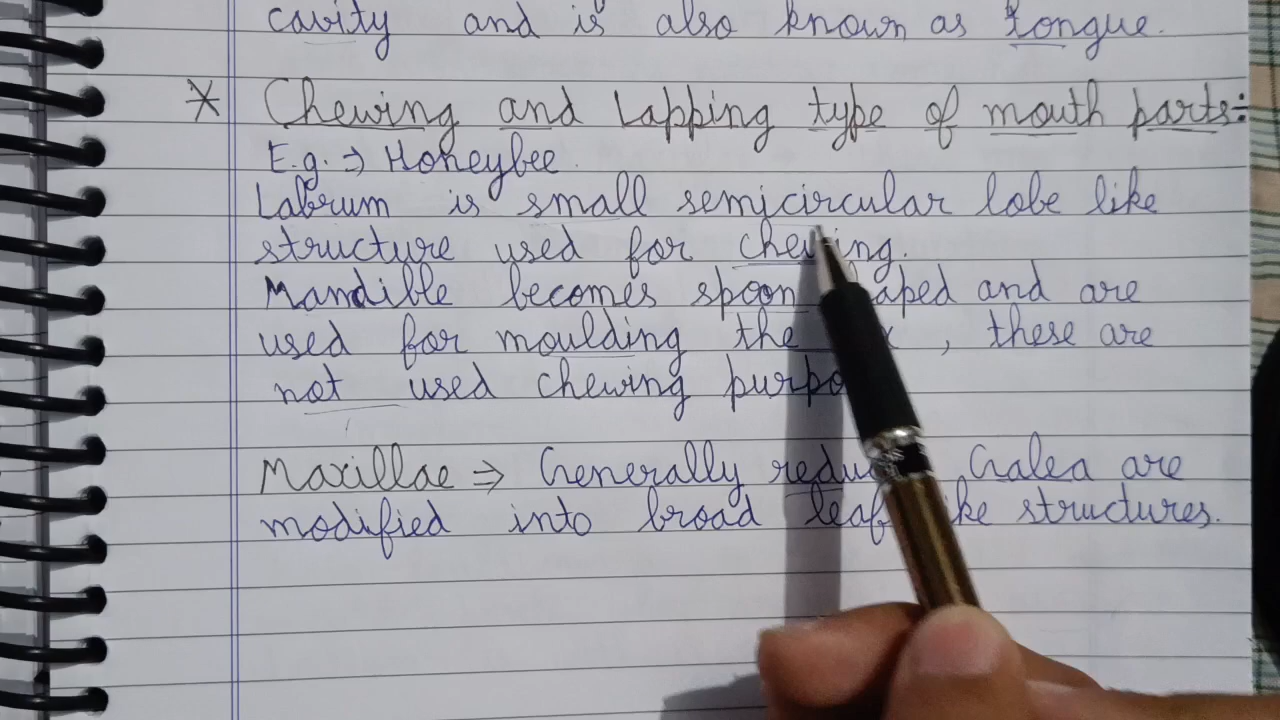 cavity and is also known as tongue.
* Chewing and Lapping type of mouth parts:
E.g. ⇒ Honeybee.
Labrum is small semicircular lobe like
structure used for chewing.
Mandible becomes spoon and are
used for moulding the , these are
not used chewing
Maxillae ⇒ Generally Galea are
modified into broad leaf structures.